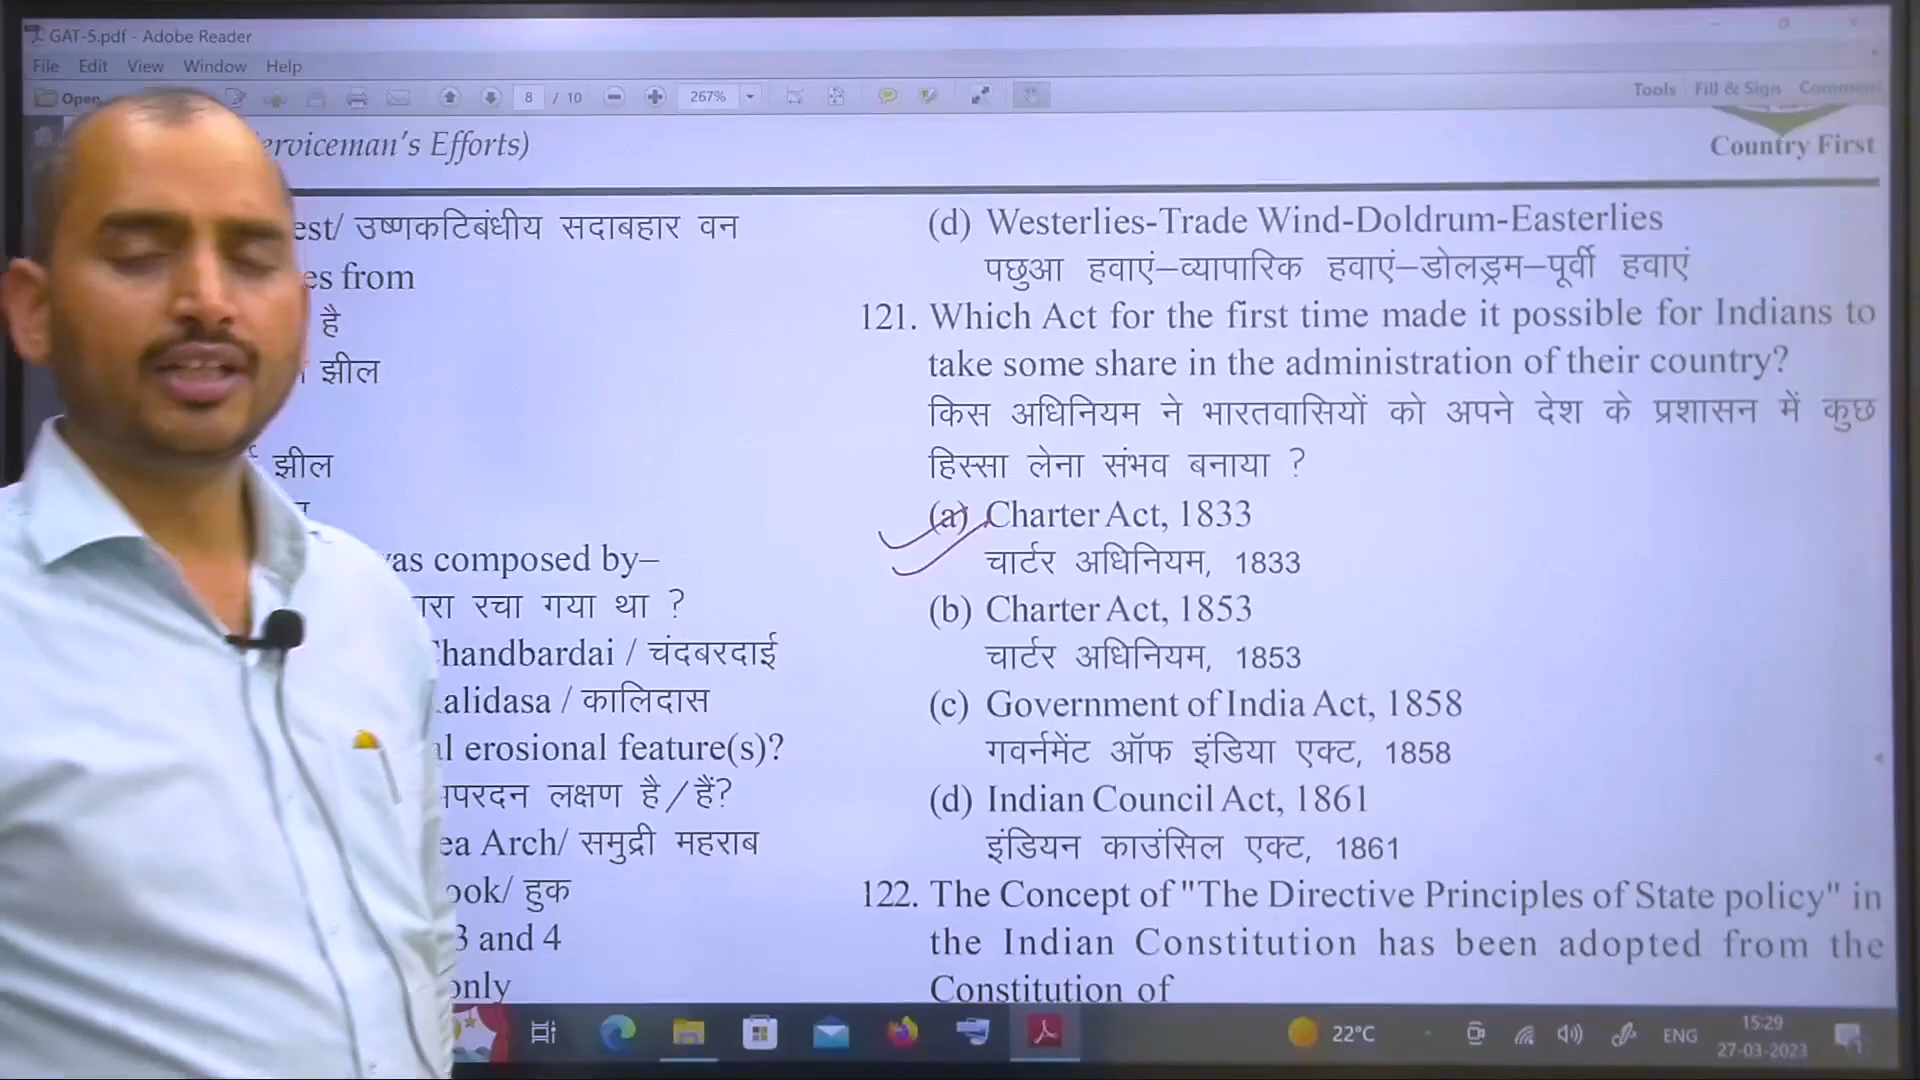 GAT-5.pdf - Adobe Reader
File Edit View Window Help
Open 8 / 10 267% Tools Fill & Sign Comment
erviceman's Efforts)
Country First
est/ उष्णकटिबंधीय सदाबहार वन
es from
है
झील
झील
as composed by–
रा रचा गया था ?
Chandbardai / चंदबरदाई
alidasa / कालिदास
al erosional feature(s)?
अपरदन लक्षण है/हैं?
ea Arch/ समुद्री महराब
ook/ हुक
3 and 4
only
(d) Westerlies-Trade Wind-Doldrum-Easterlies
पछुआ हवाएं–व्यापारिक हवाएं–डोलड्रम–पूर्वी हवाएं
121. Which Act for the first time made it possible for Indians to
take some share in the administration of their country?
किस अधिनियम ने भारतवासियों को अपने देश के प्रशासन में कुछ
हिस्सा लेना संभव बनाया ?
(a) Charter Act, 1833
चार्टर अधिनियम, 1833
(b) Charter Act, 1853
चार्टर अधिनियम, 1853
(c) Government of India Act, 1858
गवर्नमेंट ऑफ इंडिया एक्ट, 1858
(d) Indian Council Act, 1861
इंडियन काउंसिल एक्ट, 1861
122. The Concept of "The Directive Principles of State policy" in
the Indian Constitution has been adopted from the
Constitution of
22°C ENG 15:29
27-03-2023